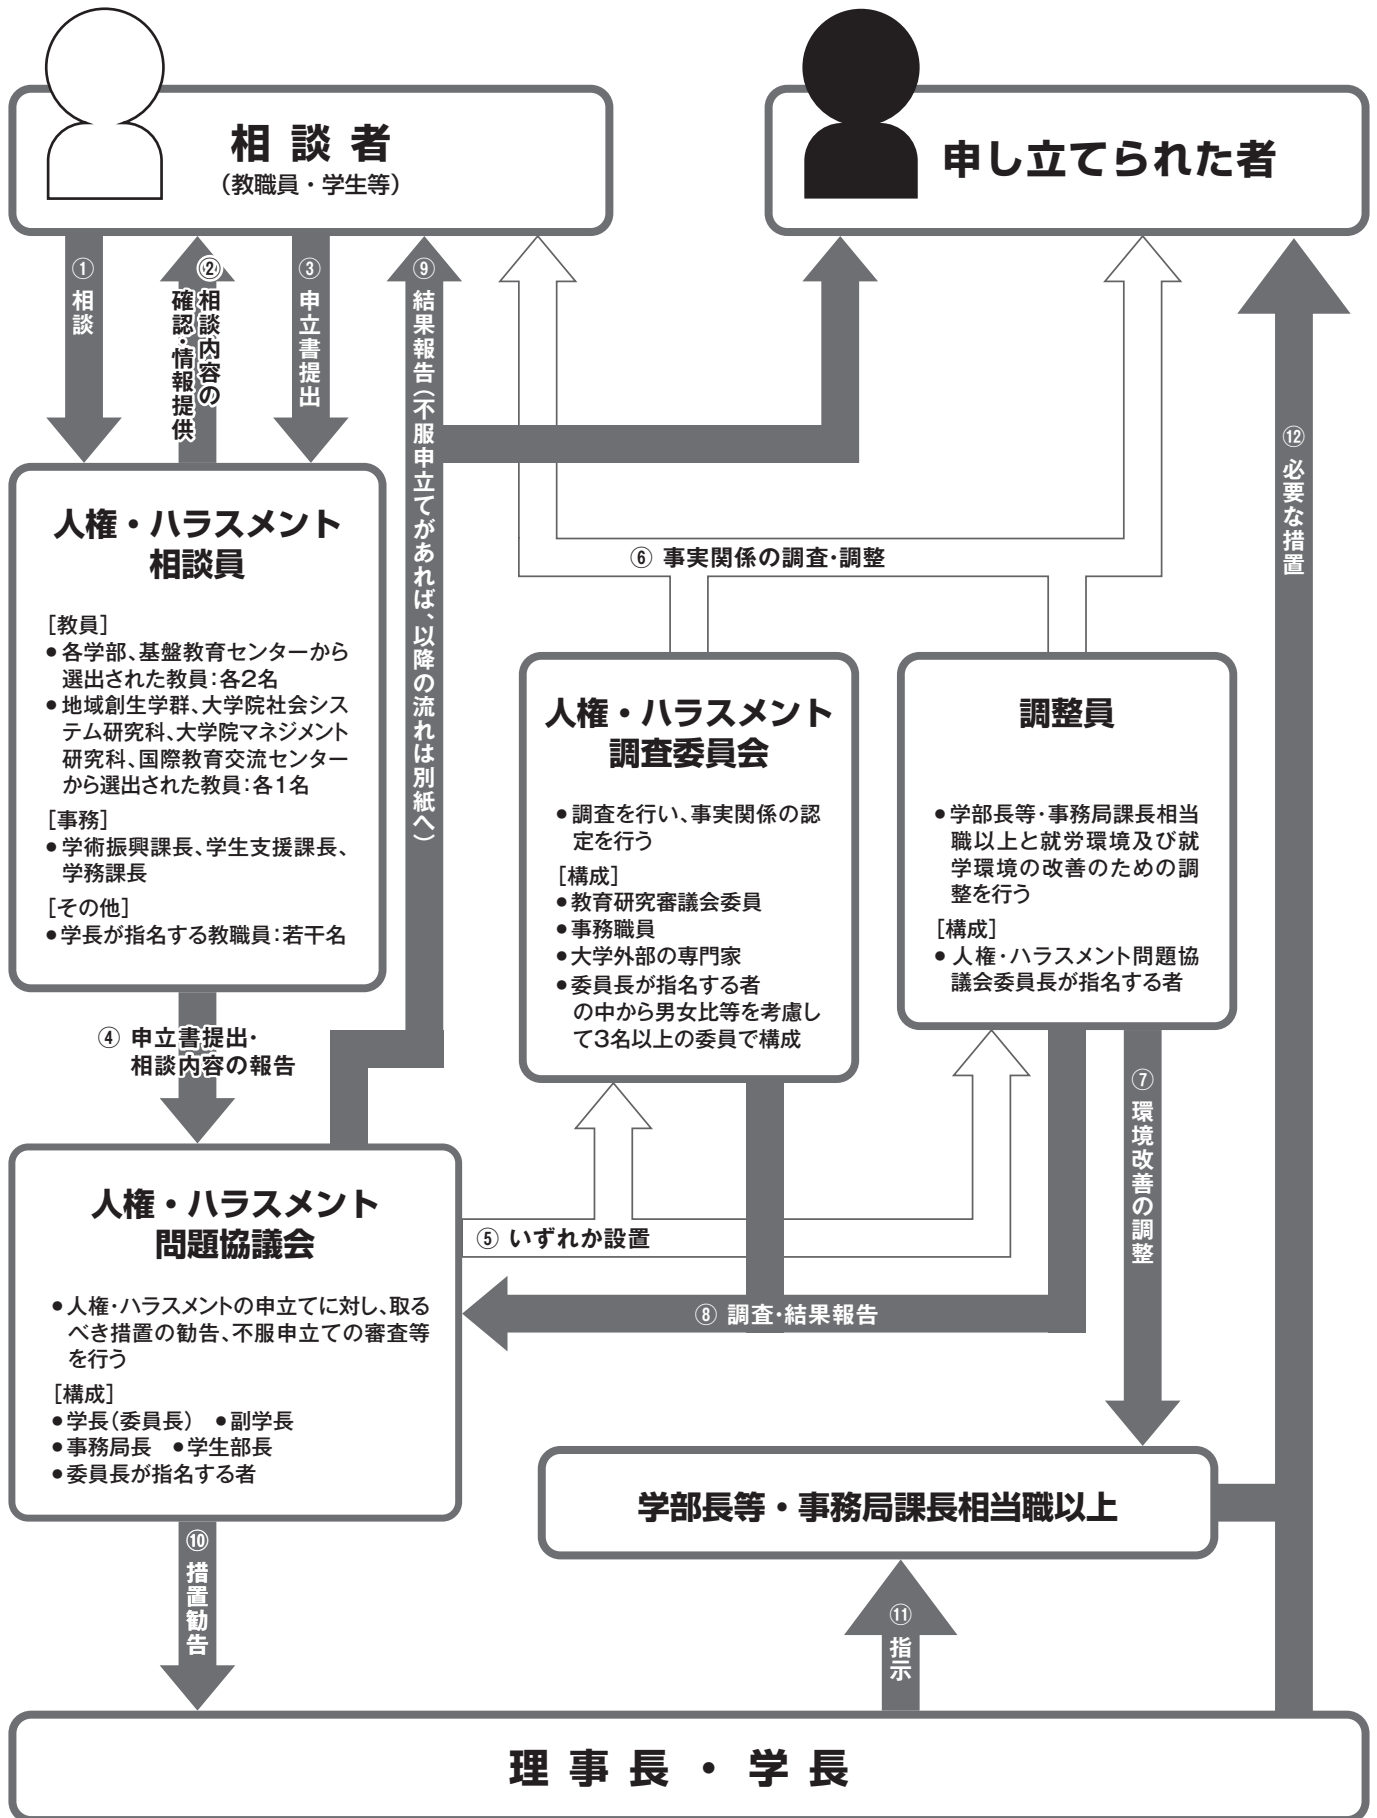 相談者
（教職員・学生等）
申し立てられた者
① 相談
② 相談内容の
確認・情報提供
③ 申立書提出
⑨ 結果報告（不服申立てがあれば、以降の流れは別紙へ）
⑫ 必要な措置
⑥ 事実関係の調査・調整
人権・ハラスメント
相談員
［教員］
●各学部、基盤教育センターから
選出された教員：各2名
●地域創生学群、大学院社会シス
テム研究科、大学院マネジメント
研究科、国際教育交流センター
から選出された教員：各1名
［事務］
●学術振興課長、学生支援課長、
学務課長
［その他］
●学長が指名する教職員：若干名
人権・ハラスメント
調査委員会
●調査を行い、事実関係の認
定を行う
［構成］
●教育研究審議会委員
●事務職員
●大学外部の専門家
●委員長が指名する者
の中から男女比等を考慮し
て3名以上の委員で構成
調整員
●学部長等・事務局課長相当
職以上と就労環境及び就
学環境の改善のための調
整を行う
［構成］
●人権・ハラスメント問題協
議会委員長が指名する者
④ 申立書提出・
相談内容の報告
⑦ 環境改善の調整
人権・ハラスメント
問題協議会
●人権・ハラスメントの申立てに対し、取る
べき措置の勧告、不服申立ての審査等
を行う
［構成］
●学長（委員長） ●副学長
●事務局長 ●学生部長
●委員長が指名する者
⑤ いずれか設置
⑧ 調査・結果報告
学部長等・事務局課長相当職以上
⑩ 措置勧告
⑪ 指示
理事長・学長